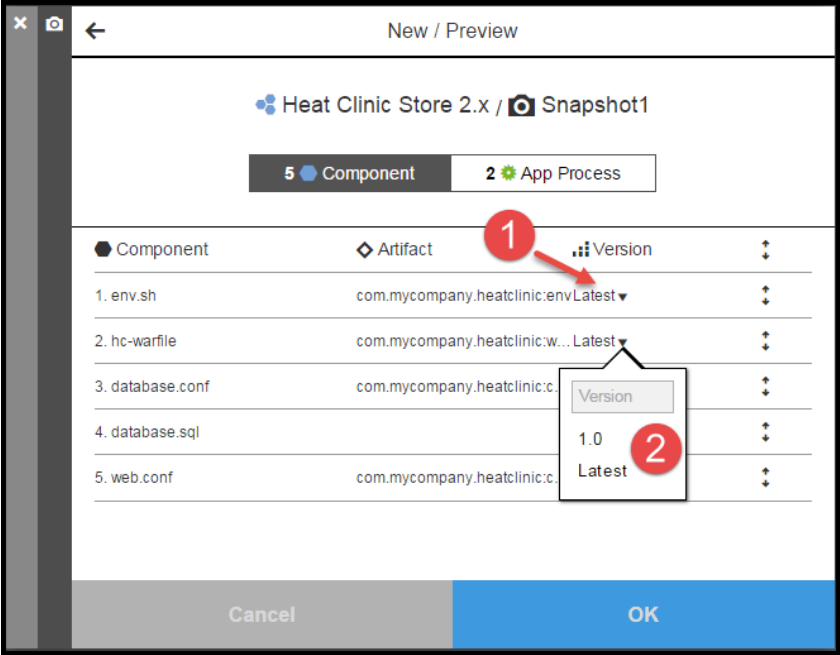 New / Preview
Heat Clinic Store 2.x / Snapshot1
5 Component 2 App Process
Component Artifact Version
1
1. env.sh com.mycompany.heatclinic:env Latest
2. hc-warfile com.mycompany.heatclinic:w... Latest
3. database.conf com.mycompany.heatclinic:c.
Version
4. database.sql
1.0
2
Latest
5. web.conf com.mycompany.heatclinic:c.
Cancel OK